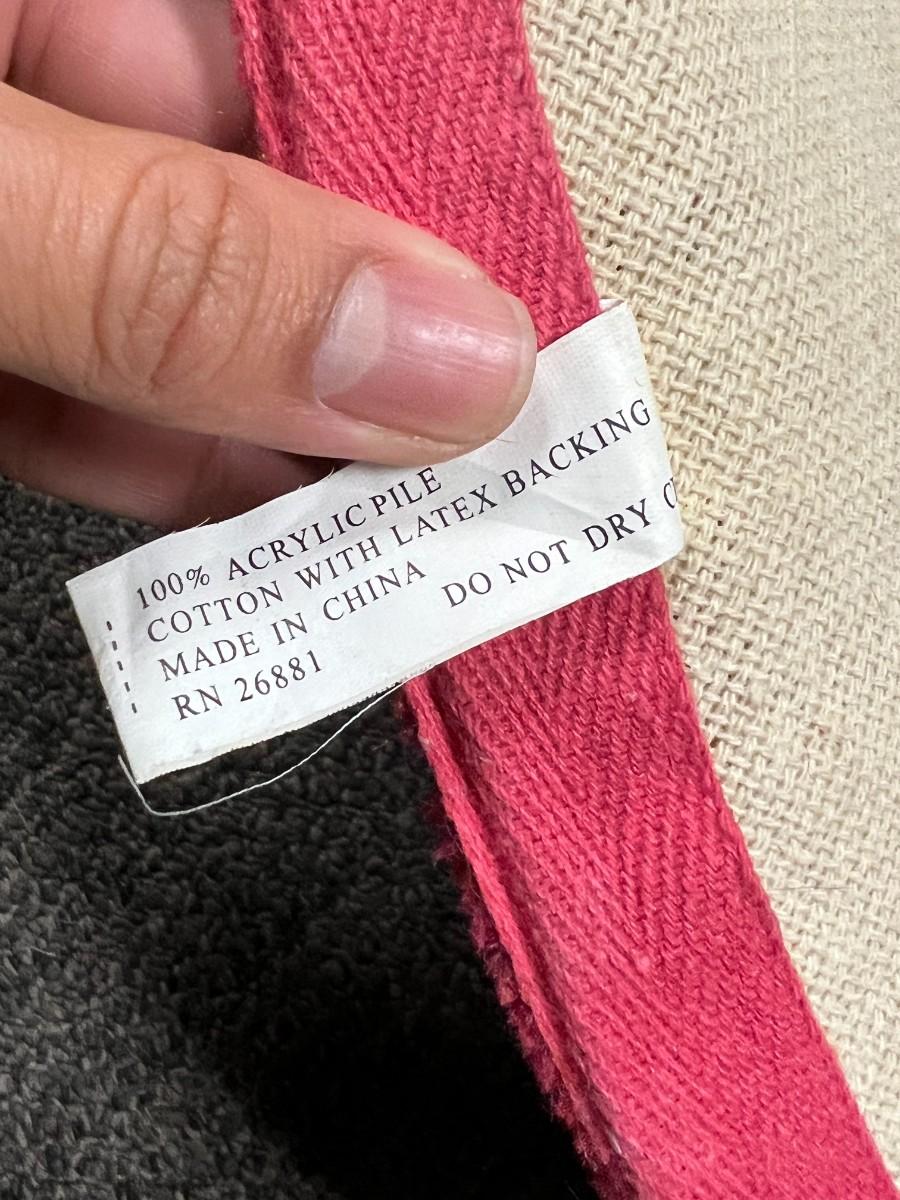 100% ACRYLIC PILE
COTTON WITH LATEX BACKING
MADE IN CHINA
RN 26881
DO NOT DRY